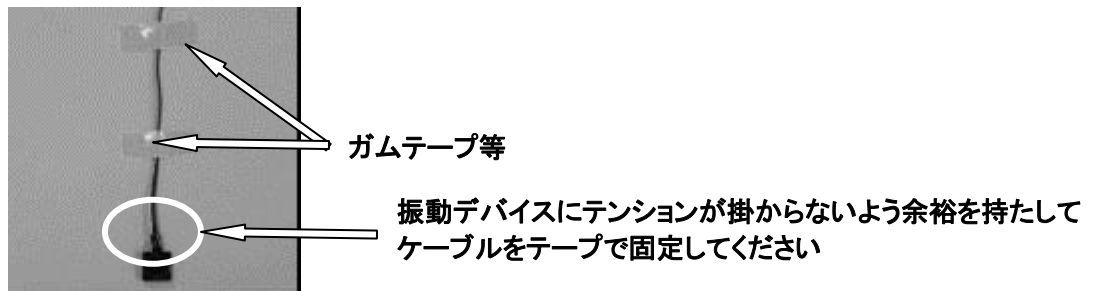 ガムテープ等
振動デバイスにテンションが掛からないよう余裕を持たして
ケーブルをテープで固定してください